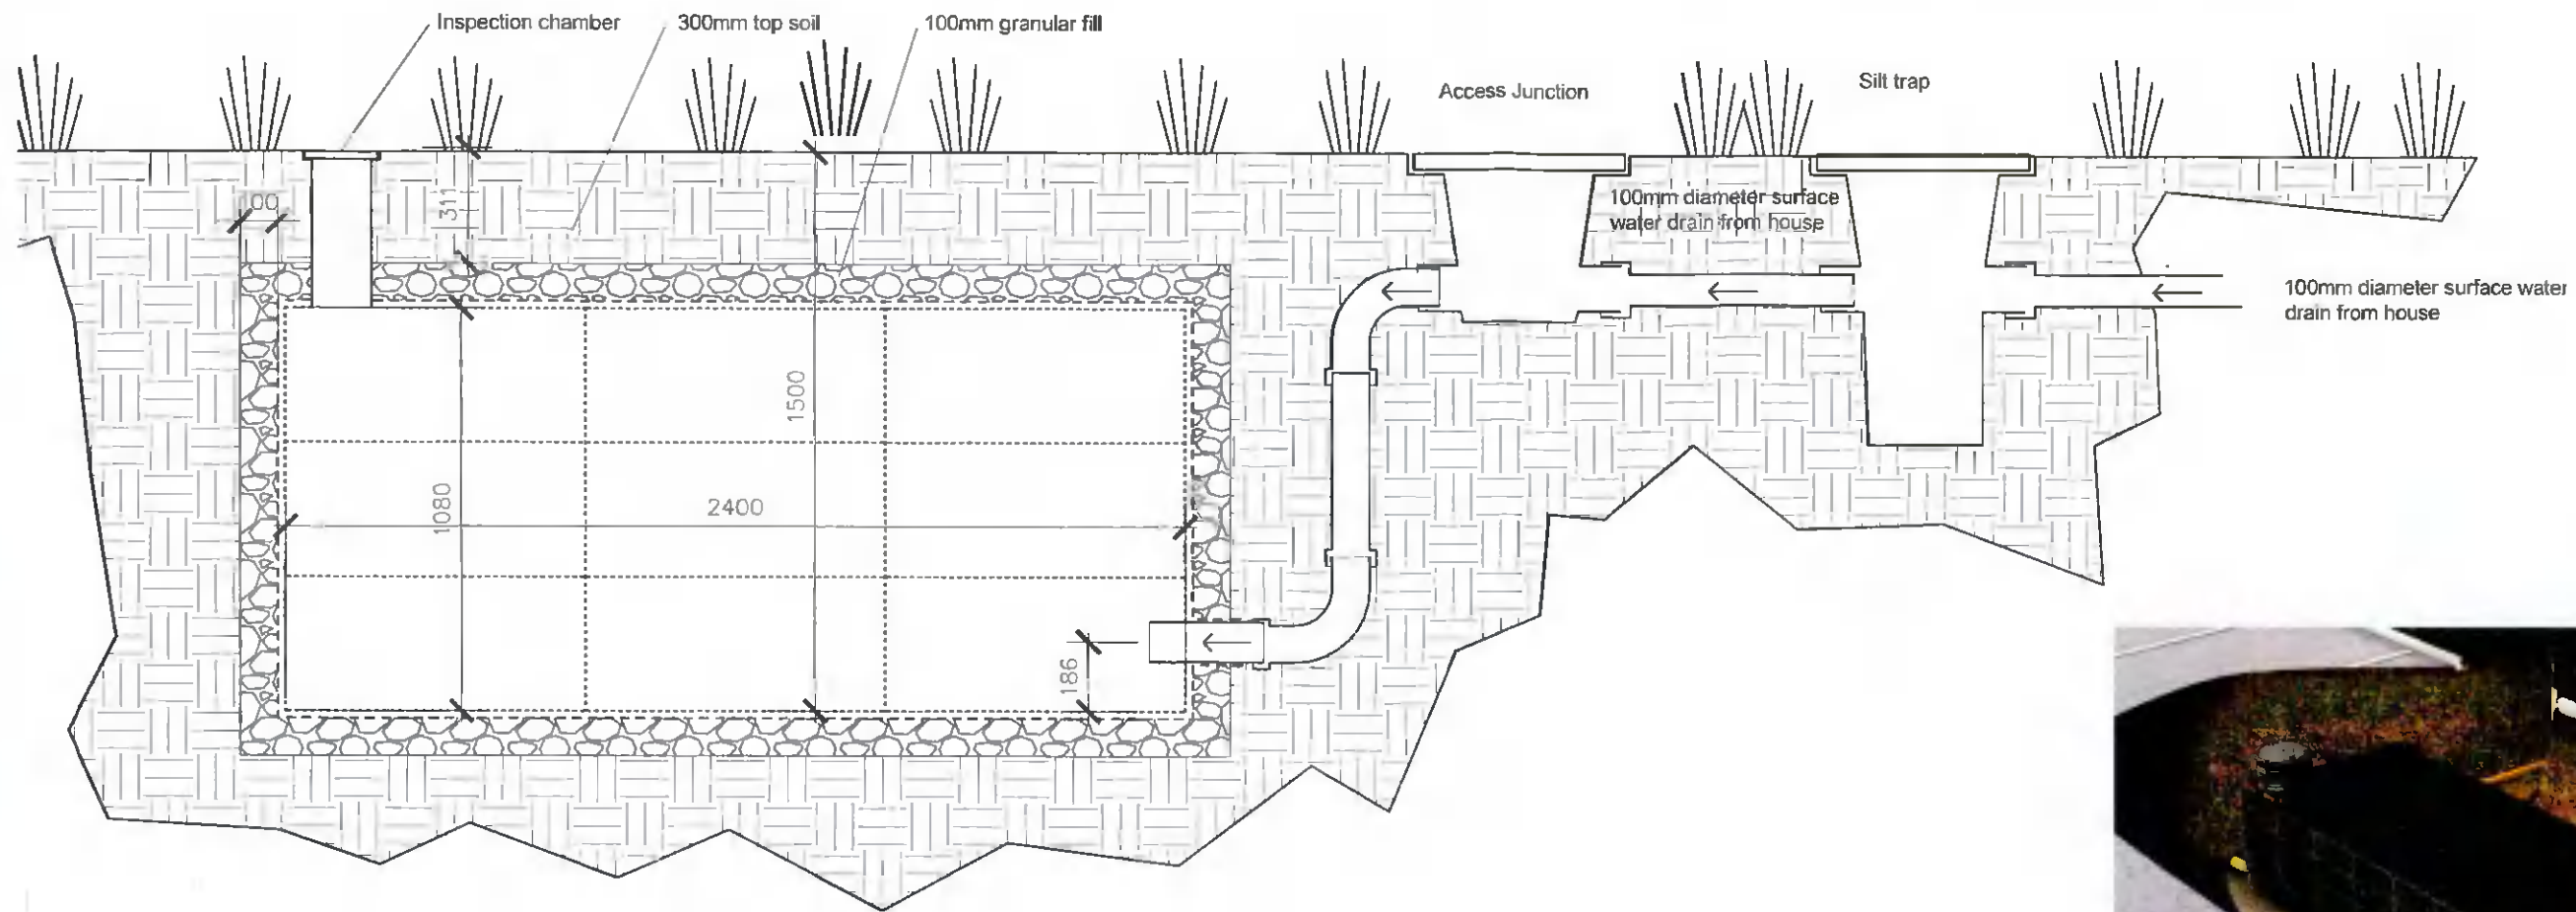 Inspection chamber
300mm top soil
100mm granular fill
Access Junction
Silt trap
100mm diameter surface
water drain from house
100mm diameter surface water
drain from house
311
1500
1080
2400
186